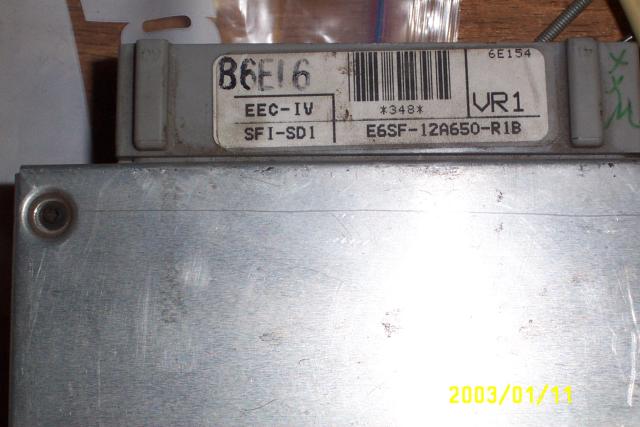 B6E16
6E154
EEC-IV
*348*
VR1
SFI-SD1
E6SF-12A650-R1B
2003/01/11